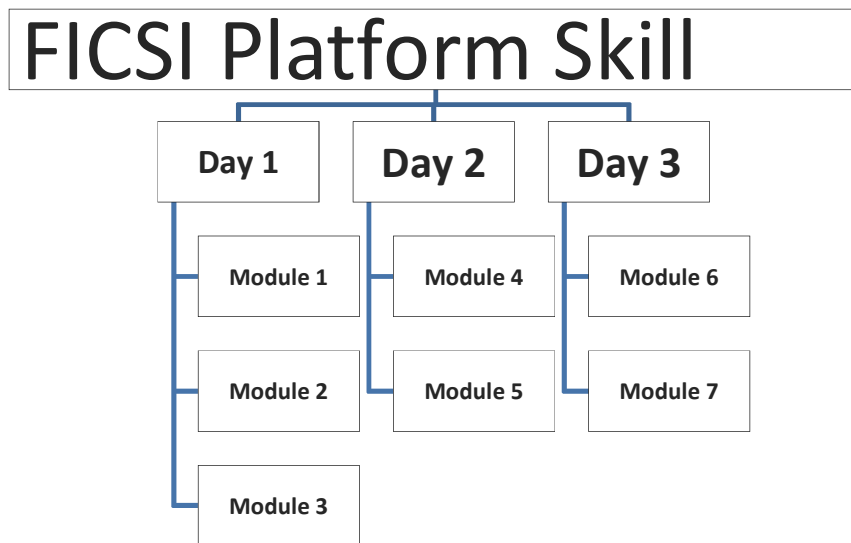 FICSI Platform Skill
Day 1
Module 1
Module 2
Module 3
Day 2
Module 4
Module 5
Day 3
Module 6
Module 7